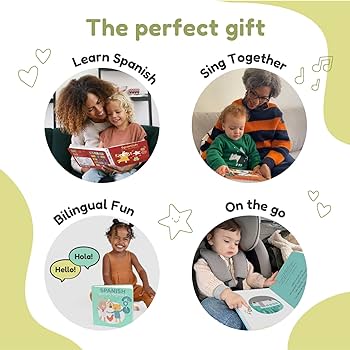 The perfect gift
Learn Spanish
Sing Together
Bilingual Fun
On the go
Hola!
Hello!
SPANISH